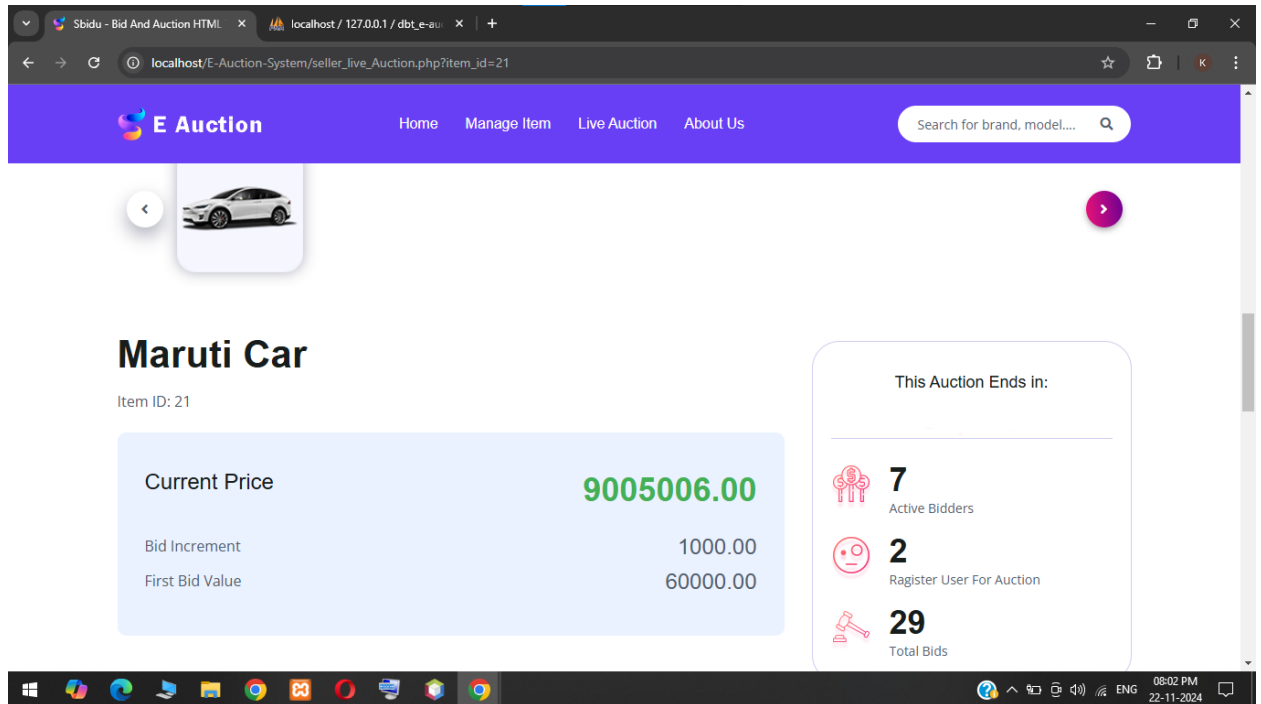 Sbidu - Bid And Auction HTML
localhost / 127.0.0.1 / dbt_e-auc
localhost/E-Auction-System/seller_live_Auction.php?item_id=21
K
E Auction
Home Manage Item Live Auction About Us
Search for brand, model....
Maruti Car
Item ID: 21
Current Price 9005006.00
Bid Increment 1000.00
First Bid Value 60000.00
This Auction Ends in:
7
Active Bidders
2
Ragister User For Auction
29
Total Bids
ENG
08:02 PM
22-11-2024